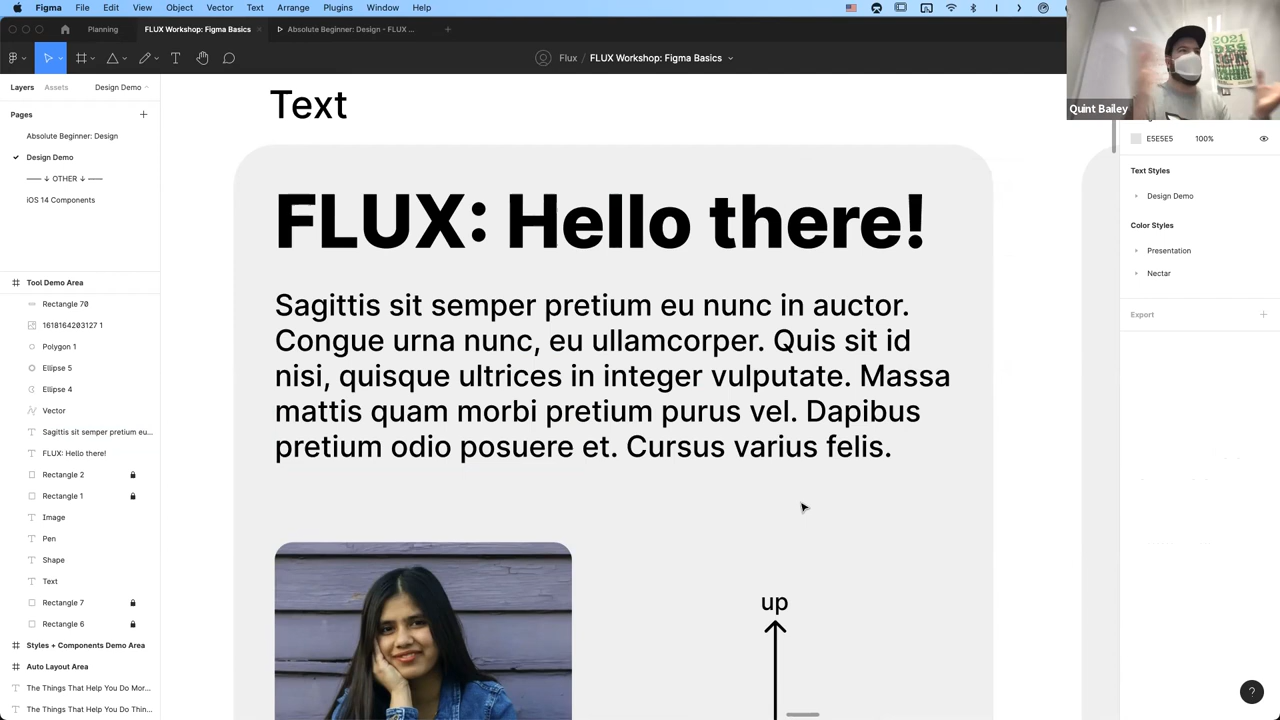 Figma Edit View Object Vector Text Arrange Plugins Window Help
Planning FLUX Workshop: Figma Basics Absolute Beginner: Design - FLUX ...
Flux / FLUX Workshop: Figma Basics
Quint Bailey
2021
Layers Assets Design Demo
Pages
Absolute Beginner: Design
Design Demo
—— ↓ OTHER ↓ ——
iOS 14 Components
Tool Demo Area
Rectangle 70
1618164203127 1
Polygon 1
Ellipse 5
Ellipse 4
Vector
Sagittis sit semper pretium eu...
FLUX: Hello there!
Rectangle 2
Rectangle 1
Image
Pen
Shape
Text
Rectangle 7
Rectangle 6
Styles + Components Demo Area
Auto Layout Area
The Things That Help You Do Mor...
The Things That Help You Do Thin...
Text
FLUX: Hello there!
Sagittis sit semper pretium eu nunc in auctor.
Congue urna nunc, eu ullamcorper. Quis sit id
nisi, quisque ultrices in integer vulputate. Massa
mattis quam morbi pretium purus vel. Dapibus
pretium odio posuere et. Cursus varius felis.
up
E5E5E5 100%
Text Styles
Design Demo
Color Styles
Presentation
Nectar
Export
?